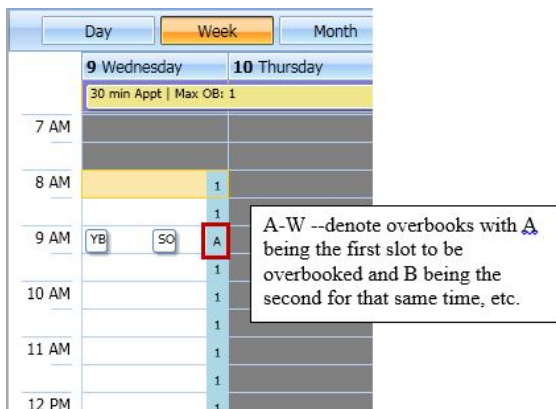 Day Week Month
9 Wednesday 10 Thursday
30 min Appt | Max OB: 1
7 AM
8 AM 1
1
9 AM YB SO A
1
10 AM 1
1
11 AM 1
1
12 PM 1
A-W --denote overbooks with A
being the first slot to be
overbooked and B being the
second for that same time, etc.